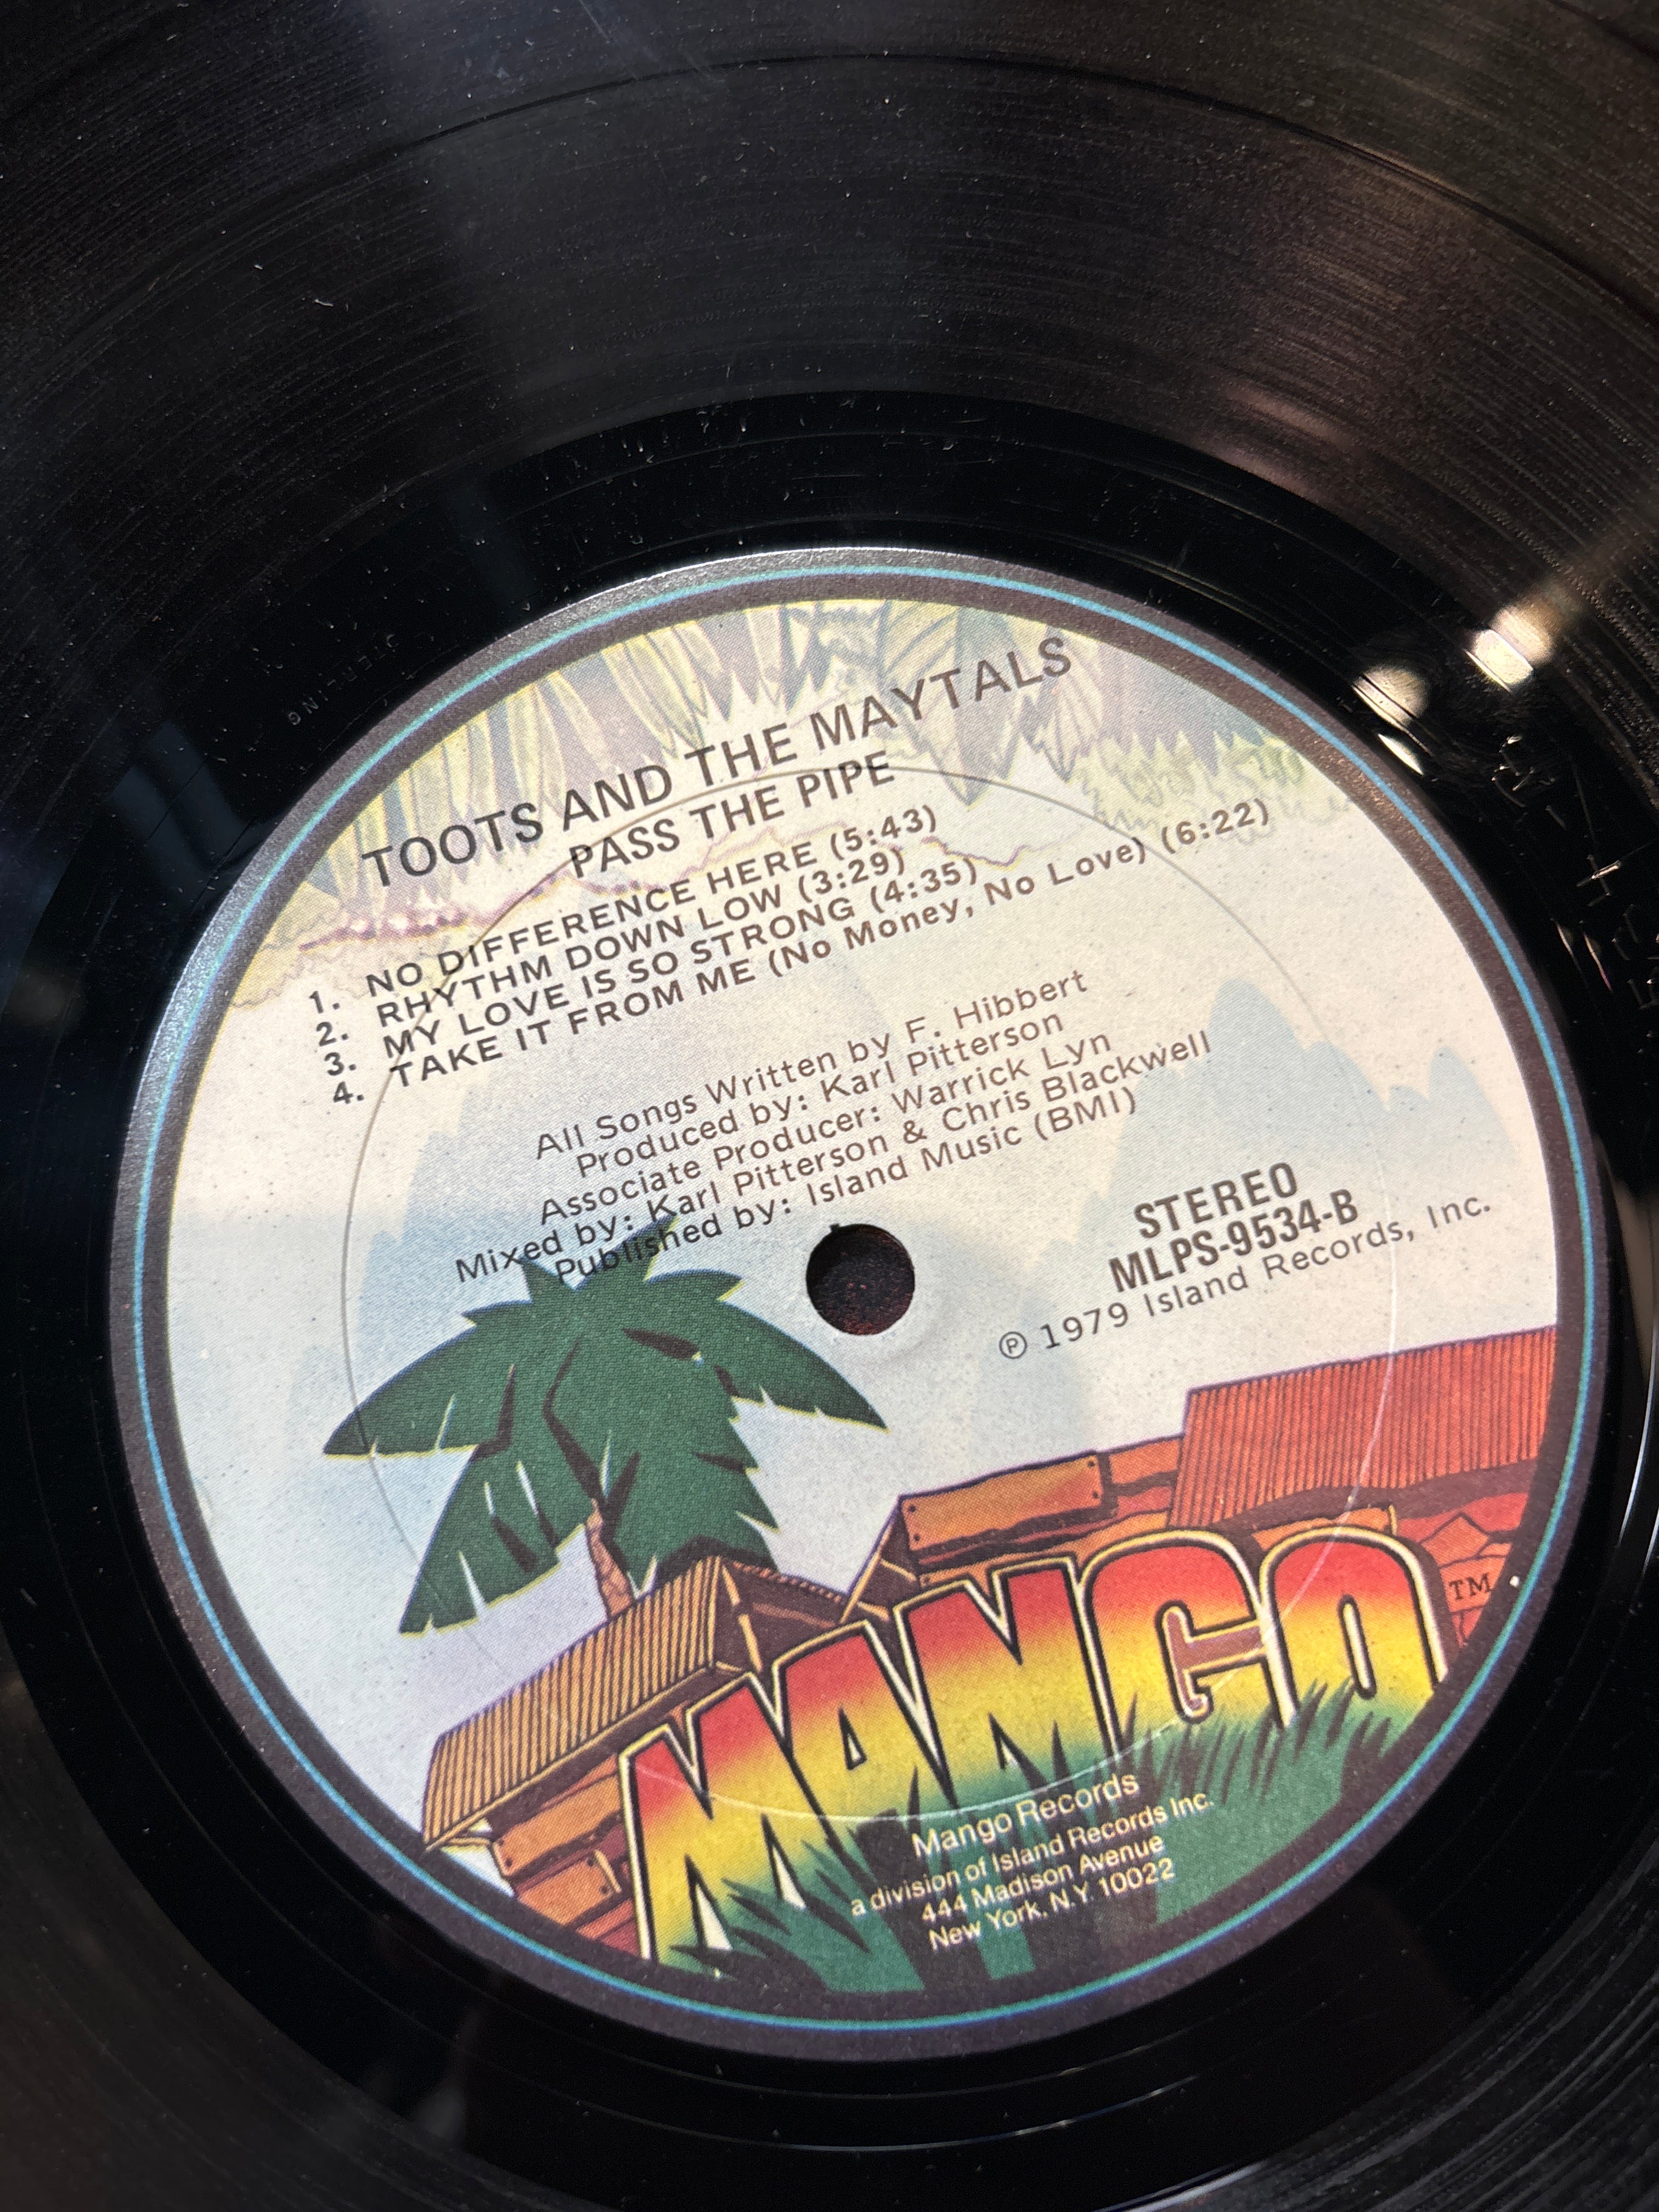 STERLING
TOOTS AND THE MAYTALS
PASS THE PIPE
1. NO DIFFERENCE HERE (5:43)
2. RHYTHM DOWN LOW (3:29)
3. MY LOVE IS SO STRONG (4:35)
4. TAKE IT FROM ME (No Money, No Love) (6:22)
All Songs Written by F. Hibbert
Produced by: Karl Pitterson
Associate Producer: Warrick Lyn
Mixed by: Karl Pitterson & Chris Blackwell
Published by: Island Music (BMI)
STEREO
MLPS-9534-B
℗ 1979 Island Records, Inc.
MANGO TM
Mango Records
a division of Island Records Inc.
444 Madison Avenue
New York, N.Y. 10022